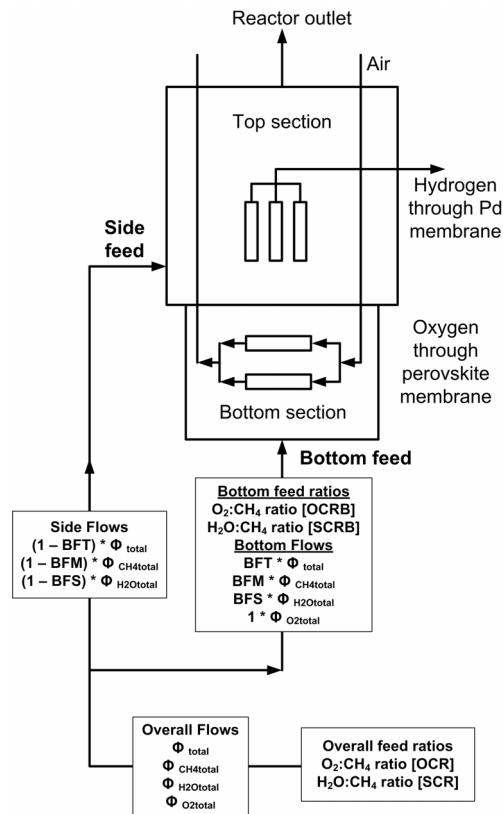 Reactor outlet
Air
Top section
Hydrogen
through Pd
membrane
Side
feed
Oxygen
through
perovskite
membrane
Bottom section
Bottom feed
Bottom feed ratios
O₂:CH₄ ratio [OCRB]
H₂O:CH₄ ratio [SCRB]
Bottom Flows
BFT * Φ total
BFM * Φ CH4total
BFS * Φ H2Ototal
1 * Φ O2total
Side Flows
(1 – BFT) * Φ total
(1 – BFM) * Φ CH4total
(1 – BFS) * Φ H2Ototal
Overall Flows
Φ total
Φ CH4total
Φ H2Ototal
Φ O2total
Overall feed ratios
O₂:CH₄ ratio [OCR]
H₂O:CH₄ ratio [SCR]